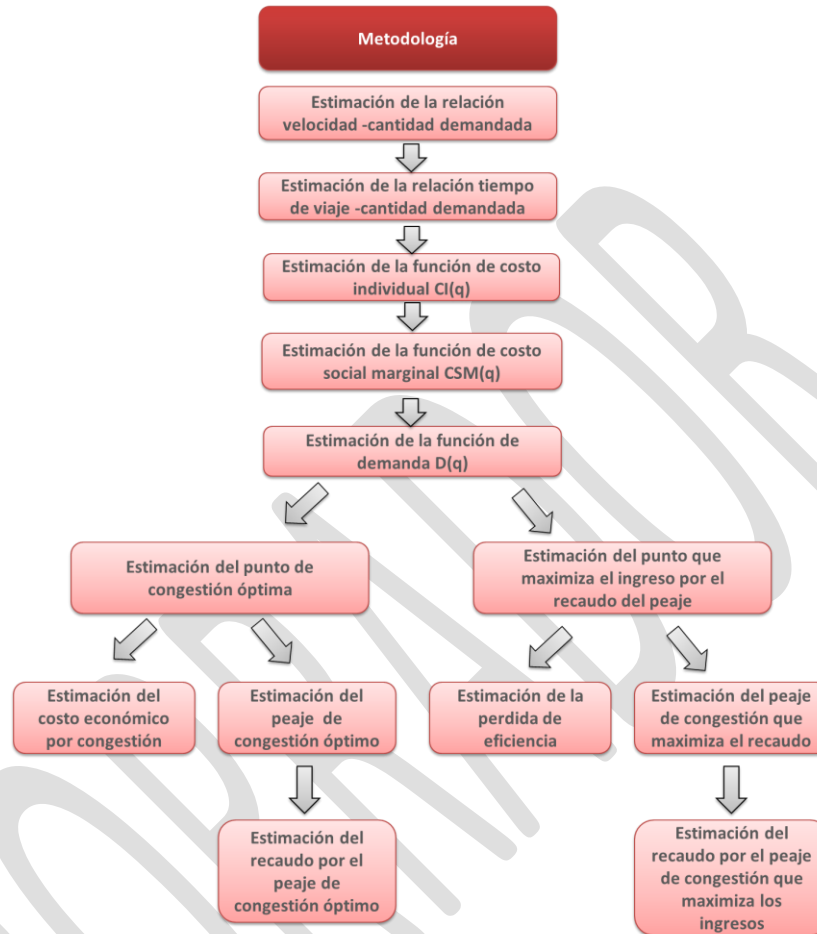 Metodología
Estimación de la relación
velocidad -cantidad demandada
Estimación de la relación tiempo
de viaje -cantidad demandada
Estimación de la función de costo
individual CI(q)
Estimación de la función de costo
social marginal CSM(q)
Estimación de la función de
demanda D(q)
Estimación del punto de
congestión óptima
Estimación del punto que
maximiza el ingreso por el
recaudo del peaje
Estimación del
costo económico
por congestión
Estimación del
peaje de
congestión óptimo
Estimación de la
perdida de
eficiencia
Estimación del peaje
de congestión que
maximiza el recaudo
Estimación del
recaudo por el
peaje de
congestión óptimo
Estimación del
recaudo por el peaje
de congestión que
maximiza los
ingresos